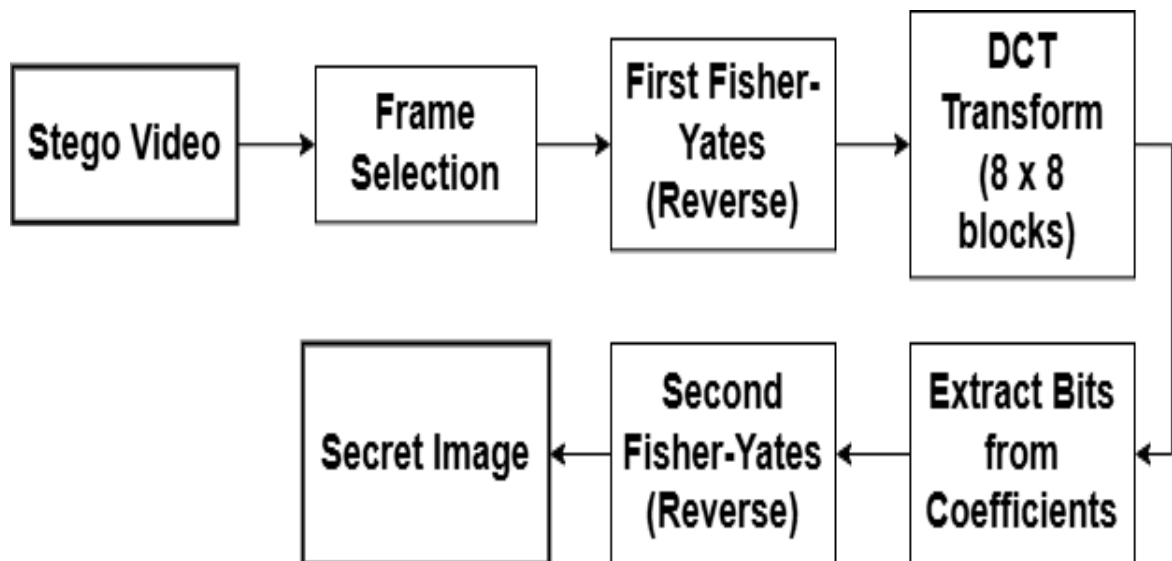 Stego Video
Frame
Selection
First Fisher-
Yates
(Reverse)
DCT
Transform
(8 x 8
blocks)
Extract Bits
from
Coefficients
Second
Fisher-Yates
(Reverse)
Secret Image